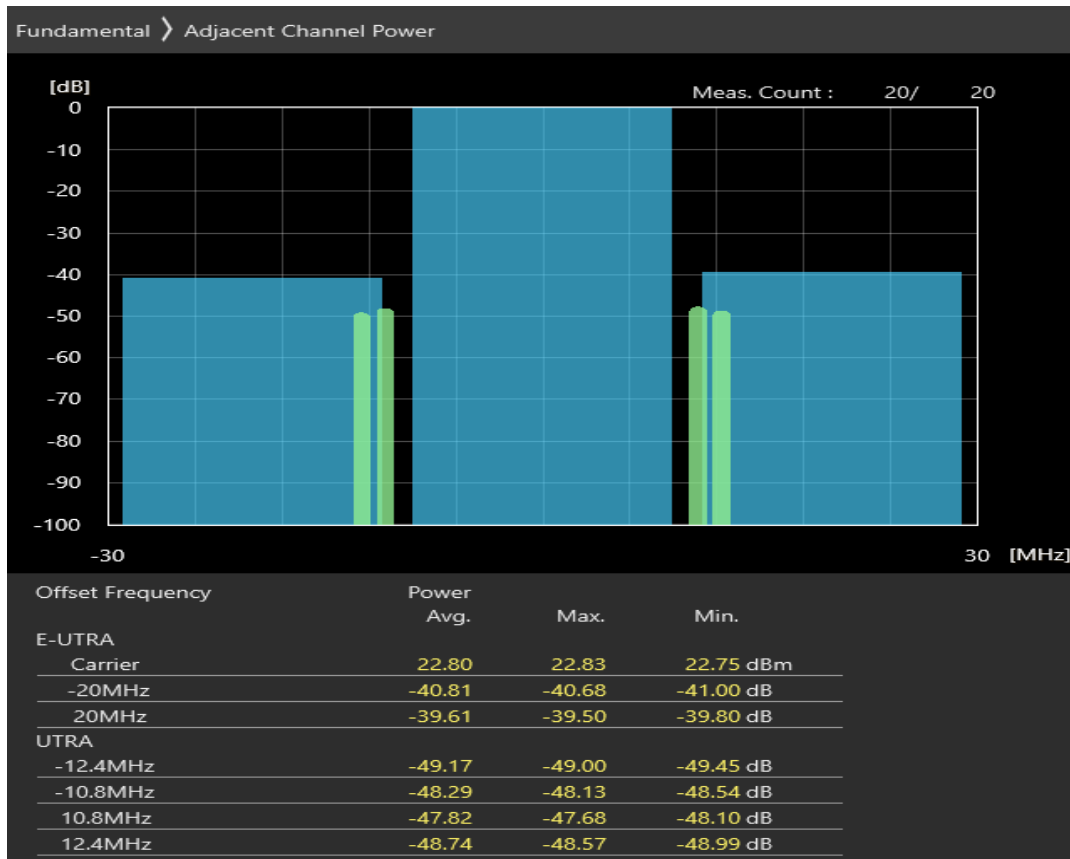 Fundamental 〉 Adjacent Channel Power
[dB]
Meas. Count : 20/ 20
0
-10
-20
-30
-40
-50
-60
-70
-80
-90
-100
-30 30 [MHz]
Offset Frequency Power
Avg. Max. Min.
E-UTRA
Carrier 22.80 22.83 22.75 dBm
-20MHz -40.81 -40.68 -41.00 dB
20MHz -39.61 -39.50 -39.80 dB
UTRA
-12.4MHz -49.17 -49.00 -49.45 dB
-10.8MHz -48.29 -48.13 -48.54 dB
10.8MHz -47.82 -47.68 -48.10 dB
12.4MHz -48.74 -48.57 -48.99 dB